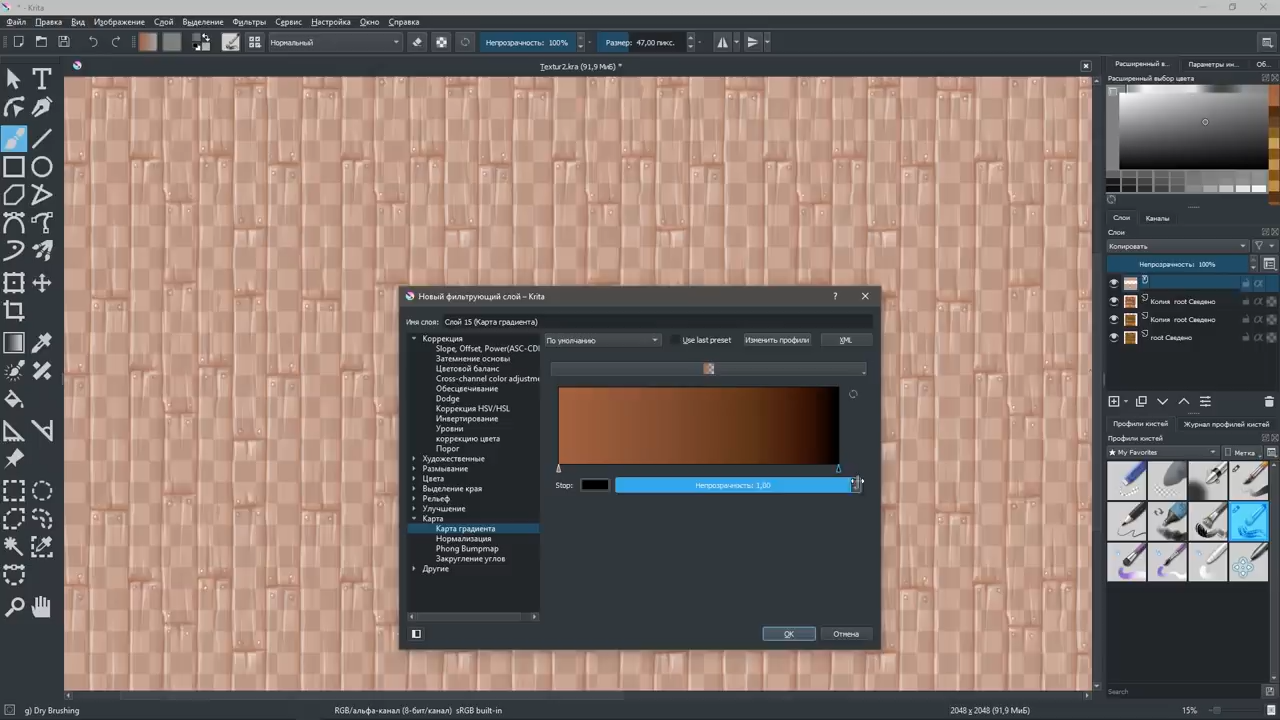 * - Krita
Файл Правка Вид Изображение Слой Выделение Фильтры Сервис Настройка Окно Справка
Нормальный
Непрозрачность: 100%
Размер: 47,00 пикс.
Textur2.kra (91,9 МиБ) *
Расширенный в...
Параметры ин...
Об...
Расширенный выбор цвета
Слои
Каналы
Слои
Копировать
Непрозрачность: 100%
Копия root Сведено
Копия root Сведено
root Сведено
Профили кистей
Журнал профилей кистей
Профили кистей
My Favorites
Метка
Search
Новый фильтрующий слой – Krita
?
Имя слоя: Слой 15 (Карта градиента)
Коррекция
Slope, Offset, Power(ASC-CDI
Затемнение основы
Цветовой баланс
Cross-channel color adjustme
Обесцвечивание
Dodge
Коррекция HSV/HSL
Инвертирование
Уровни
коррекцию цвета
Порог
Художественные
Размывание
Цвета
Выделение края
Рельеф
Улучшение
Карта
Карта градиента
Нормализация
Phong Bumpmap
Закругление углов
Другие
По умолчанию
Use last preset
Изменить профили
XML
Stop:
Непрозрачность: 1,00
OK
Отмена
g) Dry Brushing
RGB/альфа-канал (8-бит/канал) sRGB built-in
2048 x 2048 (91,9 МиБ)
15%